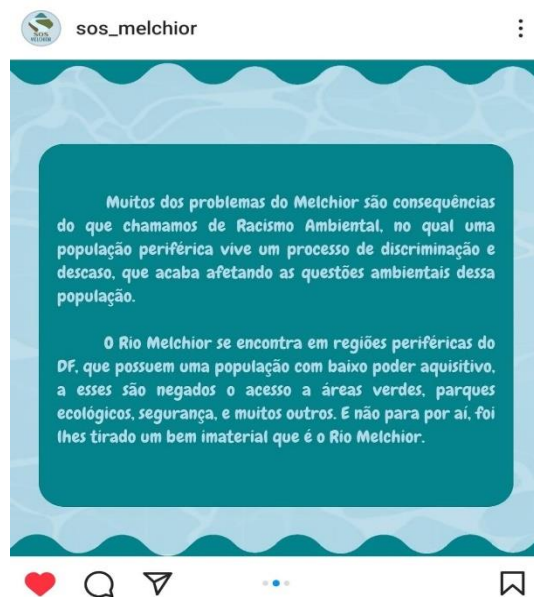 sos_melchior
SOS
MELCHIOR
Muitos dos problemas do Melchior são consequências
do que chamamos de Racismo Ambiental, no qual uma
população periférica vive um processo de discriminação e
descaso, que acaba afetando as questões ambientais dessa
população.
O Rio Melchior se encontra em regiões periféricas do
DF, que possuem uma população com baixo poder aquisitivo,
a esses são negados o acesso a áreas verdes, parques
ecológicos, segurança, e muitos outros. E não para por aí, foi
lhes tirado um bem imaterial que é o Rio Melchior.